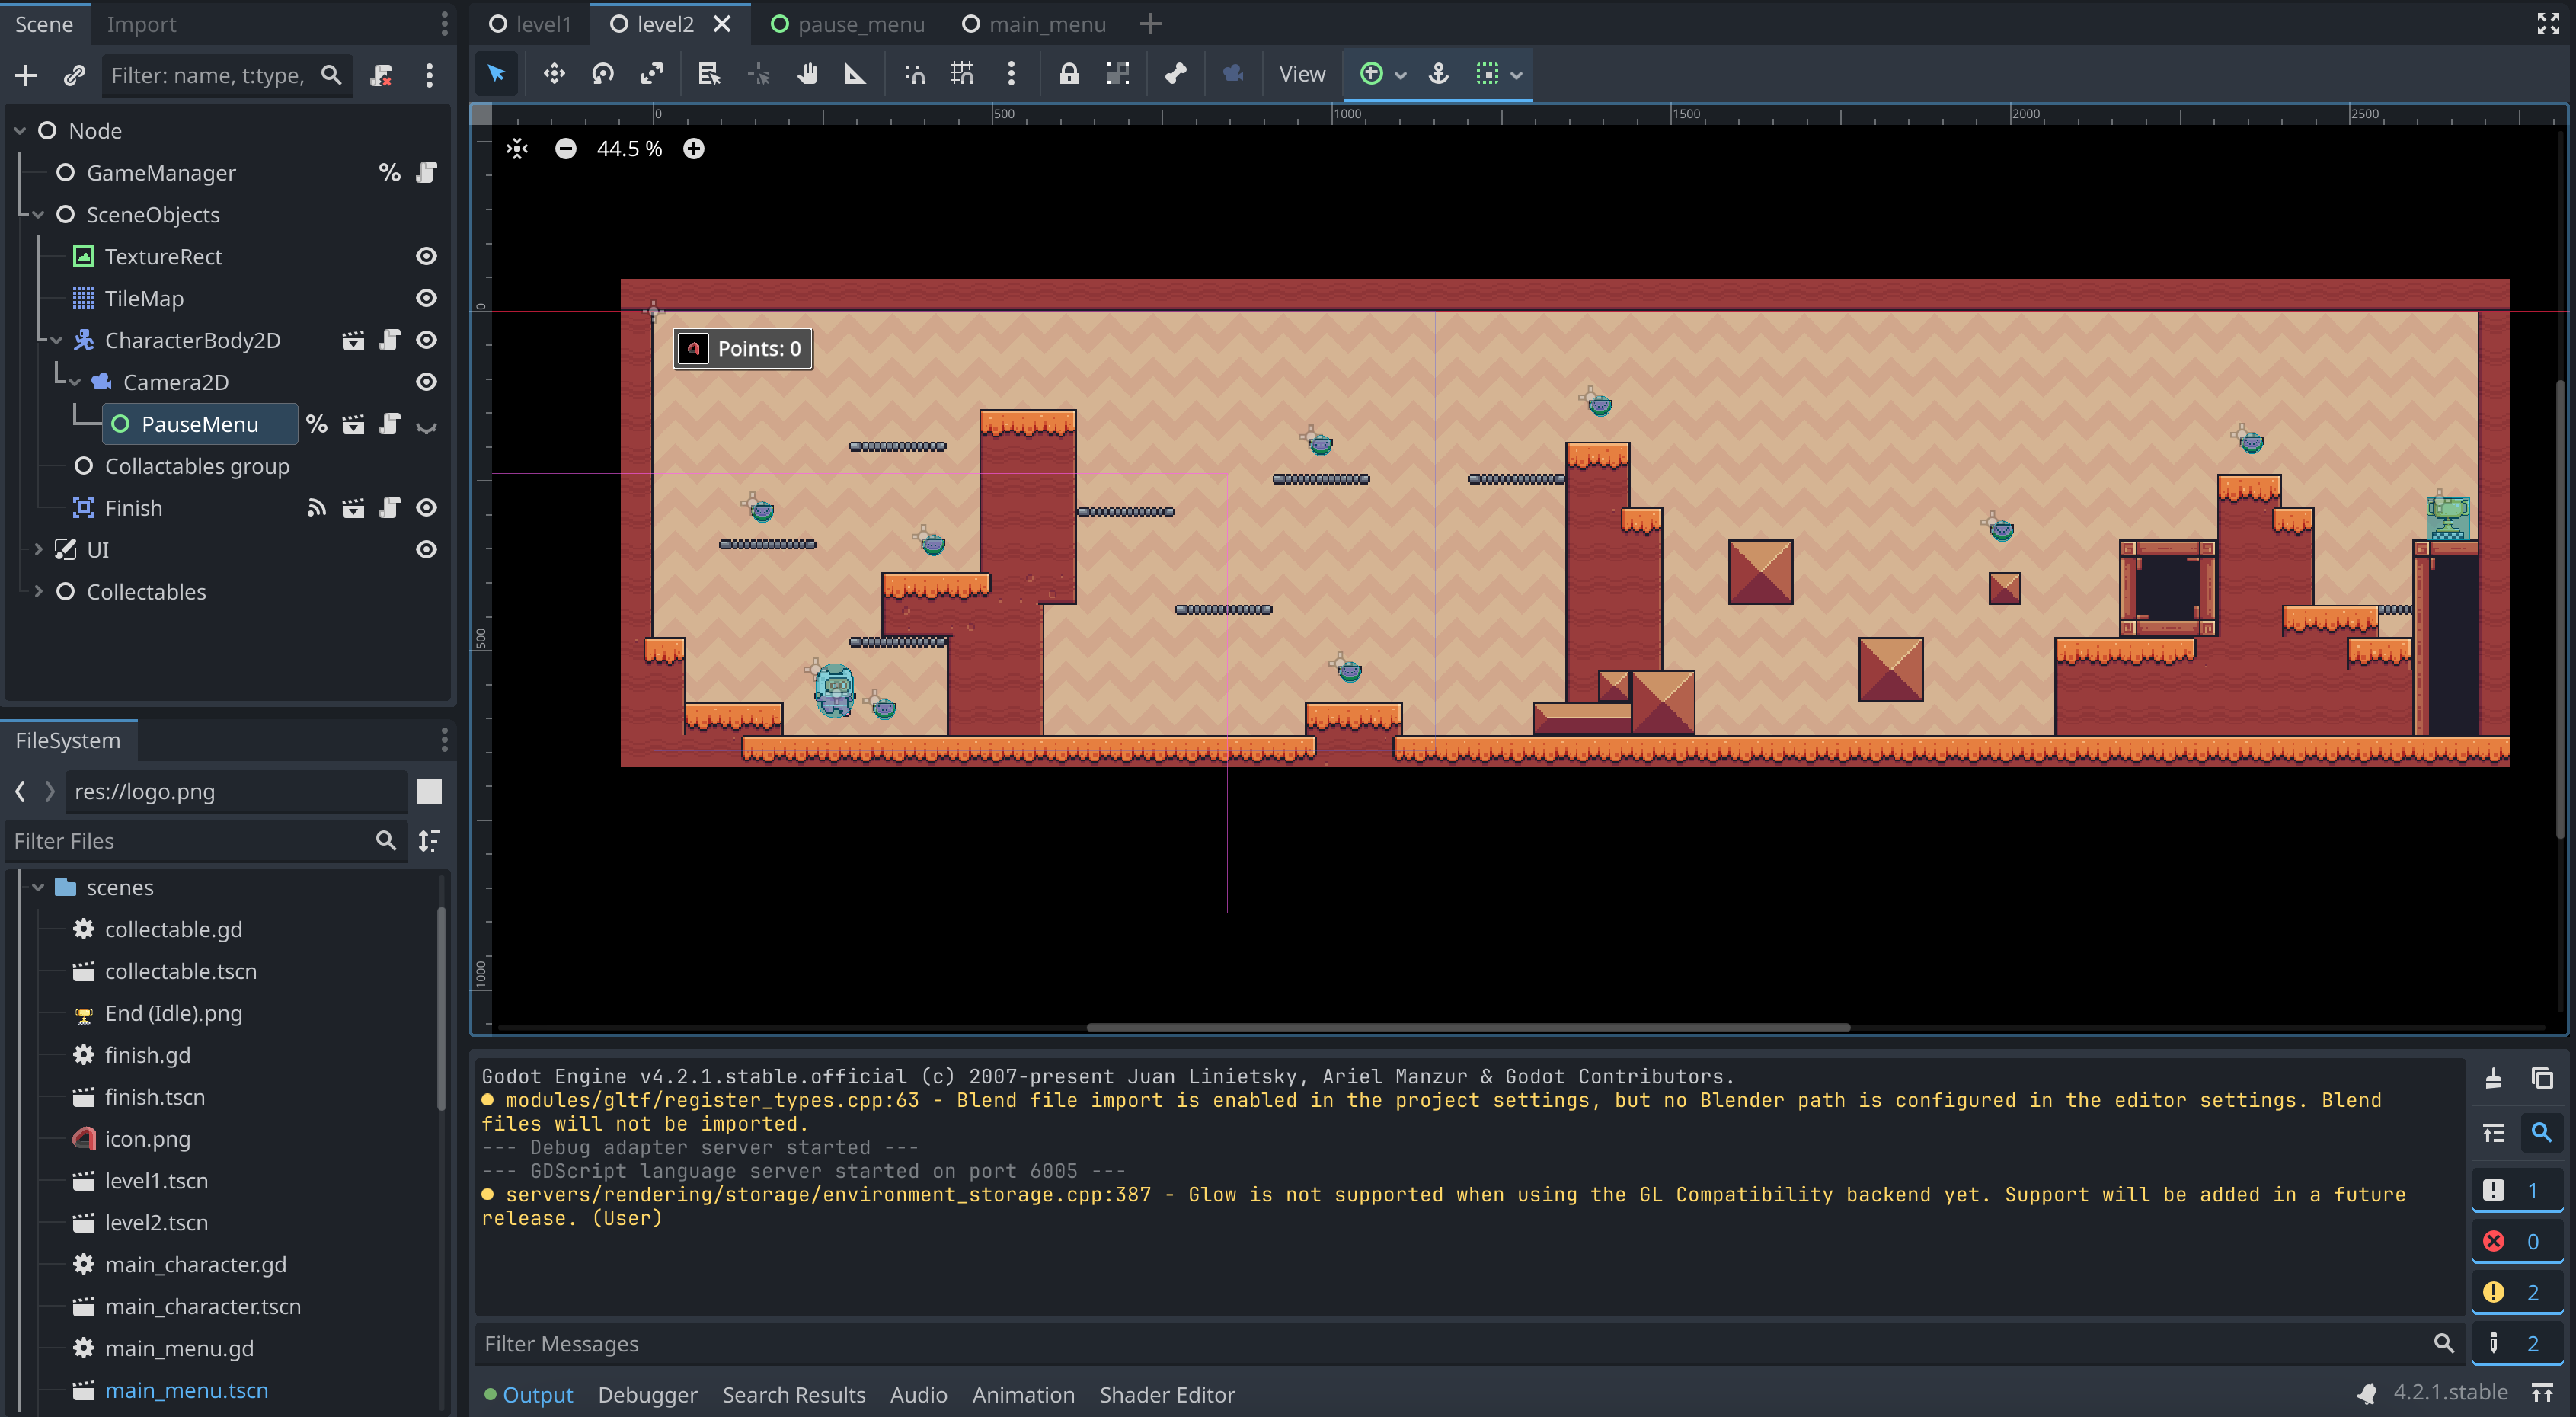 Scene Import
Filter: name, t:type,
Node
GameManager
SceneObjects
TextureRect
TileMap
CharacterBody2D
Camera2D
PauseMenu
Collactables group
Finish
UI
Collectables
FileSystem
res://logo.png
Filter Files
scenes
collectable.gd
collectable.tscn
End (Idle).png
finish.gd
finish.tscn
icon.png
level1.tscn
level2.tscn
main_character.gd
main_character.tscn
main_menu.gd
main_menu.tscn
level1 level2 pause_menu main_menu
View
0 500 1000 1500 2000 2500
44.5 %
0
500
1000
Points: 0
Godot Engine v4.2.1.stable.official (c) 2007-present Juan Linietsky, Ariel Manzur & Godot Contributors.
modules/gltf/register_types.cpp:63 - Blend file import is enabled in the project settings, but no Blender path is configured in the editor settings. Blend
files will not be imported.
--- Debug adapter server started ---
--- GDScript language server started on port 6005 ---
servers/rendering/storage/environment_storage.cpp:387 - Glow is not supported when using the GL Compatibility backend yet. Support will be added in a future
release. (User)
1
0
2
2
Filter Messages
Output Debugger Search Results Audio Animation Shader Editor
4.2.1.stable